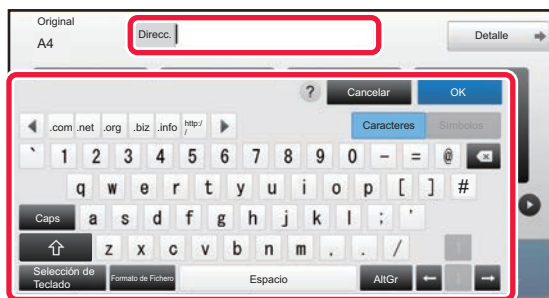 Original
A4
Direcc.
Detalle
? Cancelar OK
.com .net .org .biz .info http://
Caracteres Símbolos
` 1 2 3 4 5 6 7 8 9 0 - = @
q w e r t y u i o p [ ] #
Caps a s d f g h j k l ; '
z x c v b n m , . /
Selección de Teclado Formato de Fichero Espacio AltGr